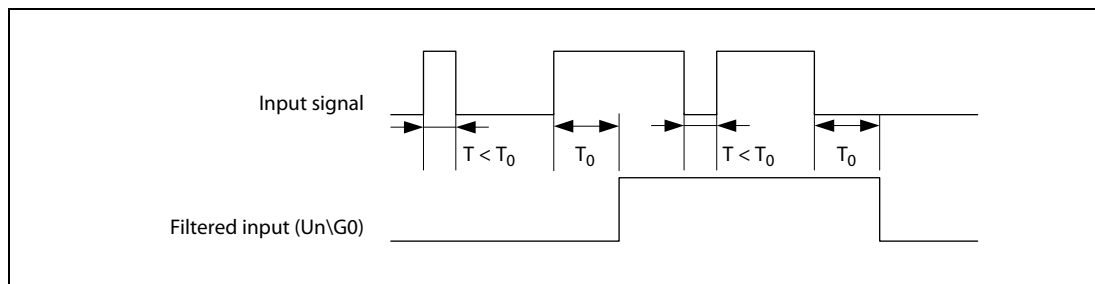 Input signal
T < T0
T0
T < T0
T0
Filtered input (Un\G0)